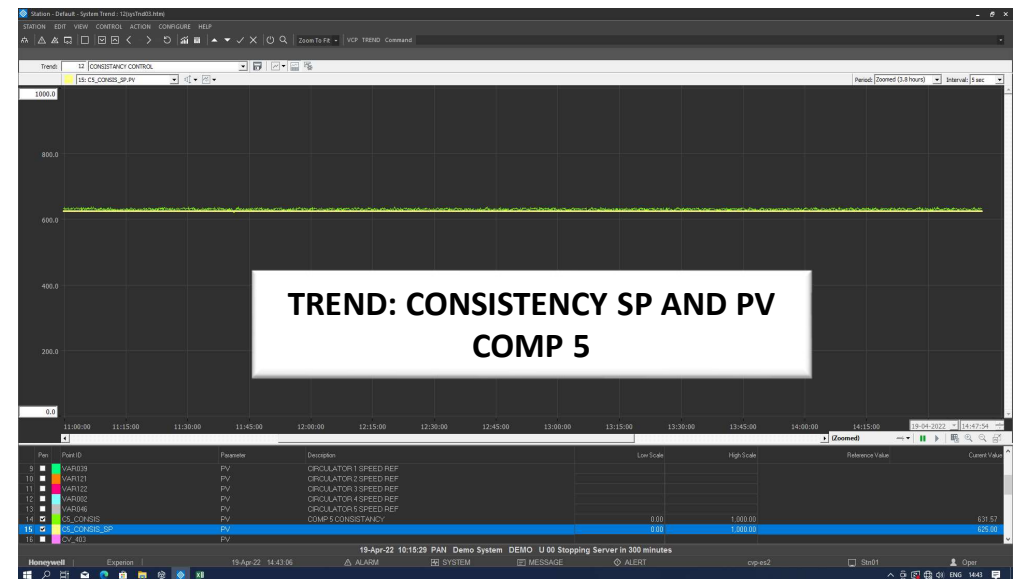 Station - Default - System Trend : 12(sysTrnd03.htm)
STATION EDIT VIEW CONTROL ACTION CONFIGURE HELP
Zoom To Fit VCP TREND Command
Trend: 12 CONSISTANCY CONTROL
15: C5_CONSIS_SP.PV Period: Zoomed (3.8 hours) Interval: 5 sec
1000.0
800.0
600.0
400.0
TREND: CONSISTENCY SP AND PV
COMP 5
200.0
0.0
11:00:00 11:15:00 11:30:00 11:45:00 12:00:00 12:15:00 12:30:00 12:45:00 13:00:00 13:15:00 13:30:00 13:45:00 14:00:00 14:15:00 19-04-2022 14:47:54
(Zoomed)
Pen Point ID Parameter Description Low Scale High Scale Reference Value Current Value
9 VAR039 PV CIRCULATOR 1 SPEED REF
10 VAR121 PV CIRCULATOR 2 SPEED REF
11 VAR122 PV CIRCULATOR 3 SPEED REF
12 VAR002 PV CIRCULATOR 4 SPEED REF
13 VAR046 PV CIRCULATOR 5 SPEED REF
14 C5_CONSIS PV COMP 5 CONSISTANCY 0.00 1,000.00 631.57
15 C5_CONSIS_SP PV 0.00 1,000.00 625.00
16 CV_403 PV
19-Apr-22 10:15:29 PAN Demo System DEMO U 00 Stopping Server in 300 minutes
Honeywell Experion 19-Apr-22 14:43:06 ALARM SYSTEM MESSAGE ALERT cvp-es2 Stn01 Oper
ENG 14:43